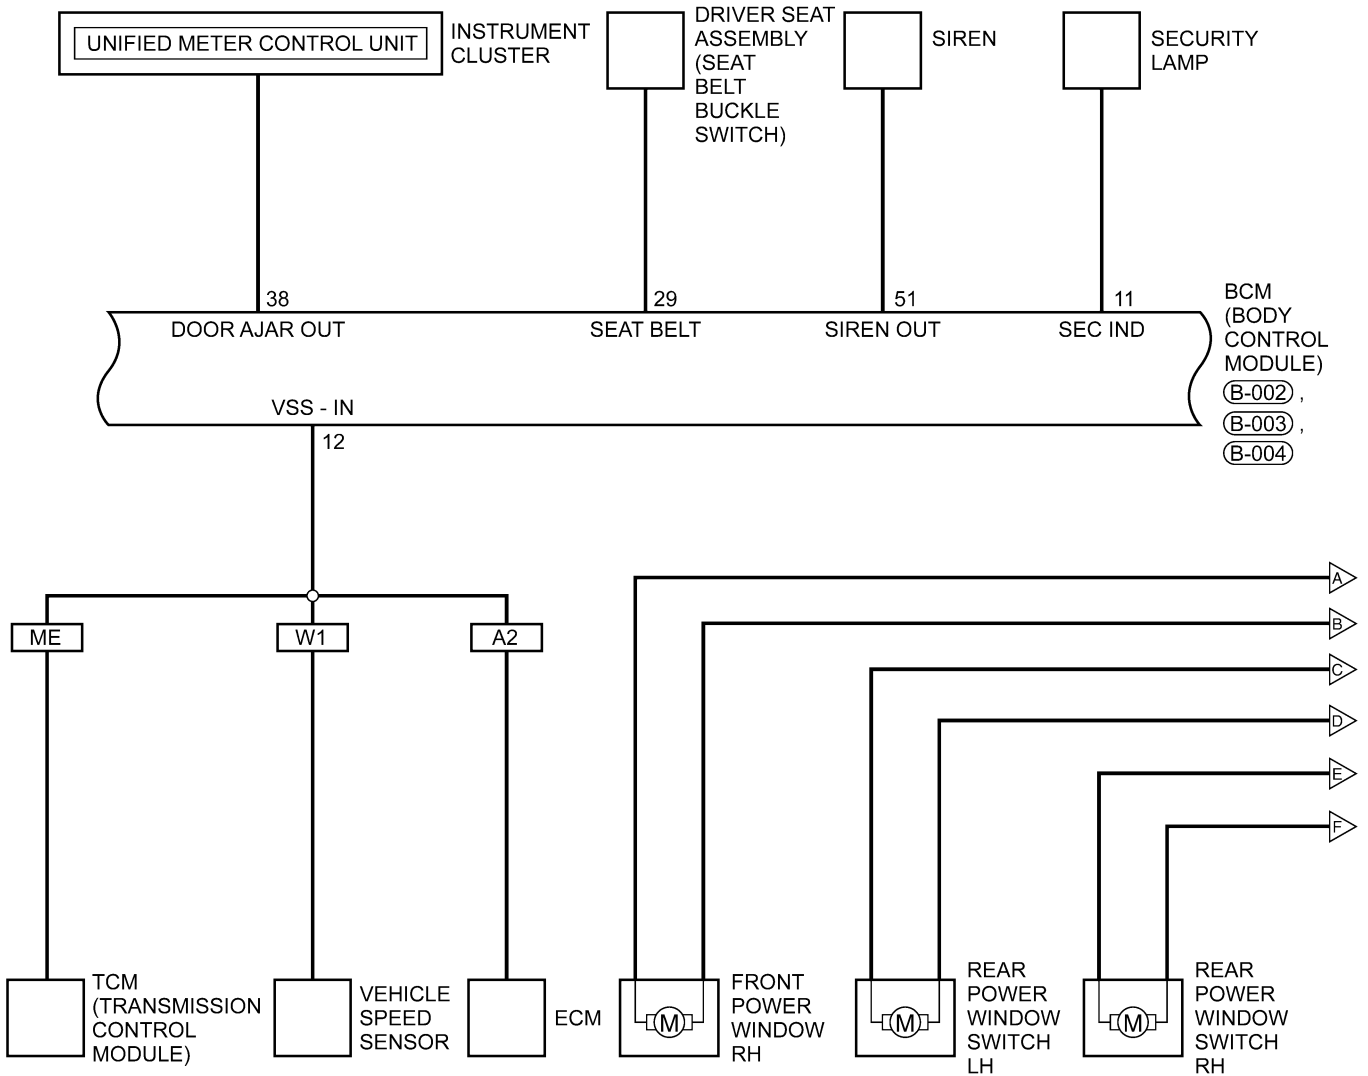 UNIFIED METER CONTROL UNIT
INSTRUMENT
CLUSTER
DRIVER SEAT
ASSEMBLY
(SEAT
BELT
BUCKLE
SWITCH)
SIREN
SECURITY
LAMP
38
29
51
11
DOOR AJAR OUT
SEAT BELT
SIREN OUT
SEC IND
BCM
(BODY
CONTROL
MODULE)
B-002 ,
B-003 ,
B-004
VSS - IN
12
A
B
C
D
E
F
ME
W1
A2
TCM
(TRANSMISSION
CONTROL
MODULE)
VEHICLE
SPEED
SENSOR
ECM
M
FRONT
POWER
WINDOW
RH
M
REAR
POWER
WINDOW
SWITCH
LH
M
REAR
POWER
WINDOW
SWITCH
RH